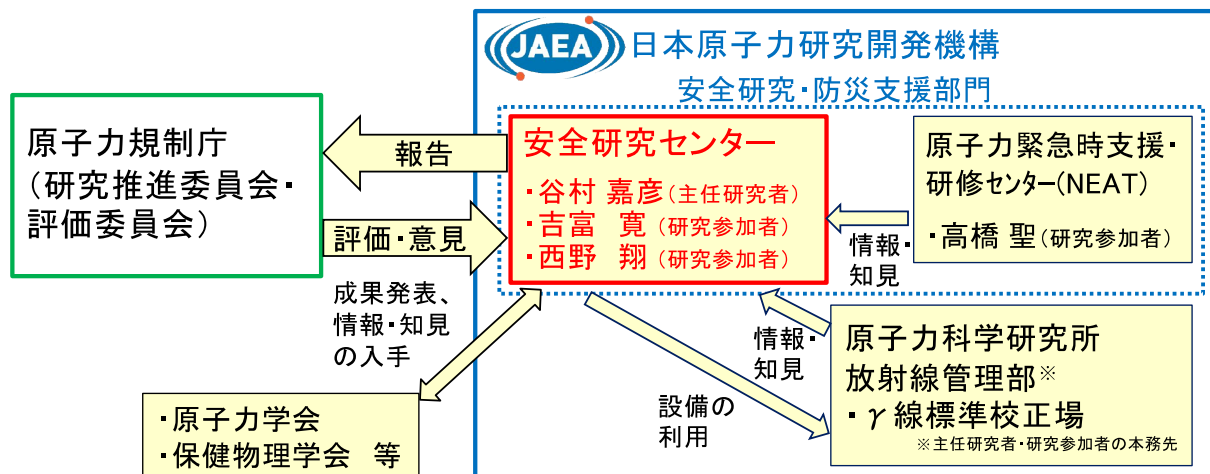 JAEA 日本原子力研究開発機構
安全研究・防災支援部門
原子力規制庁
（研究推進委員会・
評価委員会）
報告
評価・意見
安全研究センター
・谷村 嘉彦（主任研究者）
・吉富 寛（研究参加者）
・西野 翔（研究参加者）
原子力緊急時支援・
研修センター(NEAT)
・高橋 聖（研究参加者）
情報・
知見
成果発表、
情報・知見
の入手
・原子力学会
・保健物理学会 等
設備の
利用
情報・
知見
原子力科学研究所
放射線管理部※
・γ線標準校正場
※主任研究者・研究参加者の本務先